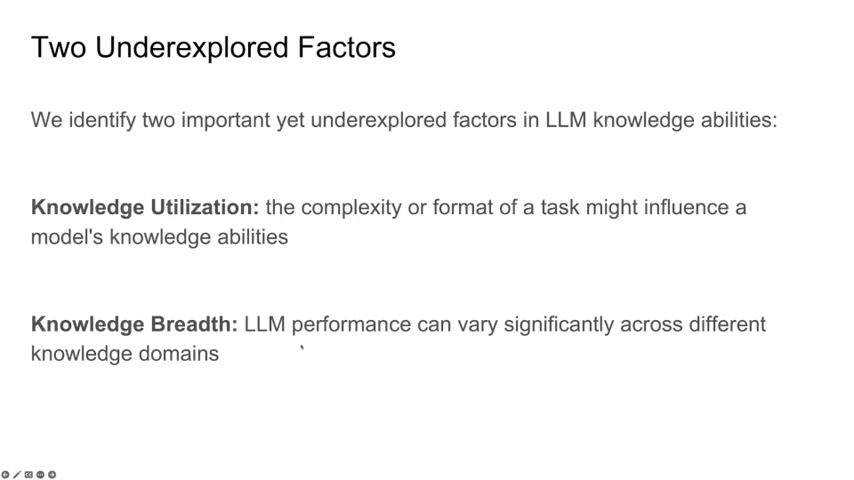 Two Underexplored Factors
We identify two important yet underexplored factors in LLM knowledge abilities:
Knowledge Utilization: the complexity or format of a task might influence a
model's knowledge abilities
Knowledge Breadth: LLM performance can vary significantly across different
knowledge domains